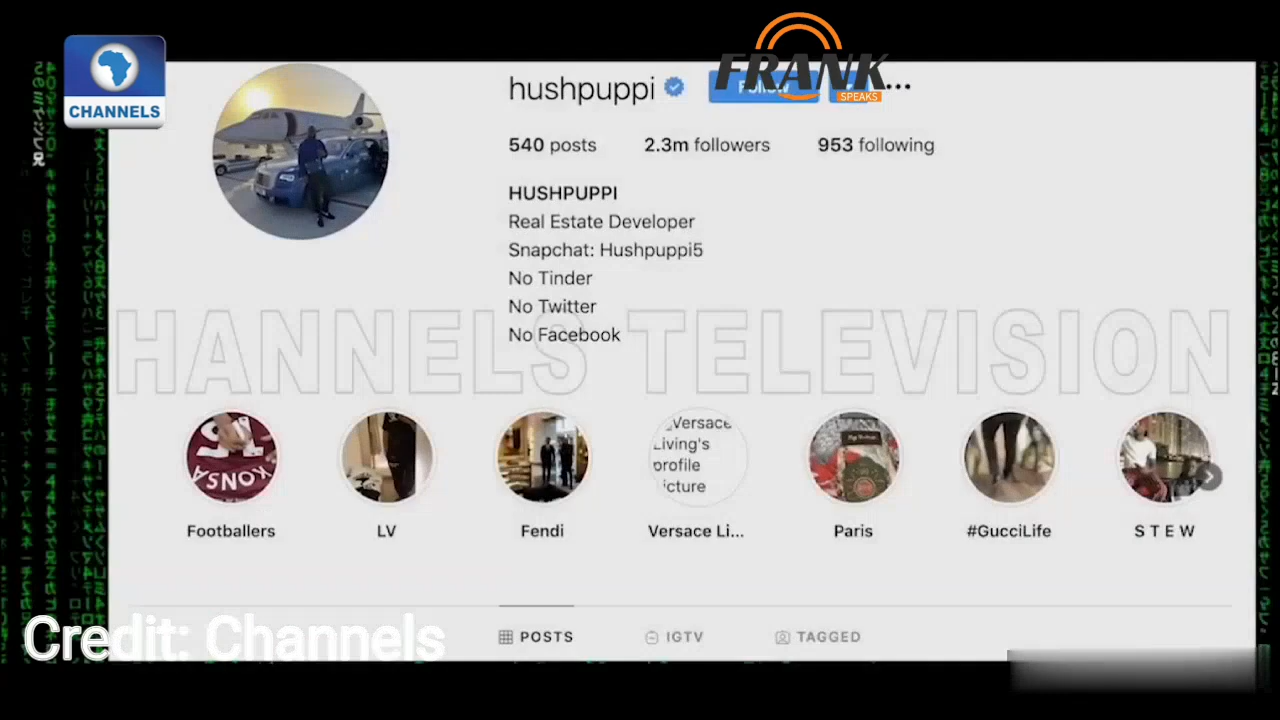 CHANNELS
FRANK
SPEAKS
hushpuppi
Follow
540 posts 2.3m followers 953 following
HUSHPUPPI
Real Estate Developer
Snapchat: Hushpuppi5
No Tinder
No Twitter
No Facebook
HANNELS TELEVISION
KONSA
Versace
Living's
profile
icture
Footballers LV Fendi Versace Li... Paris #GucciLife S T E W
POSTS IGTV TAGGED
Credit: Channels